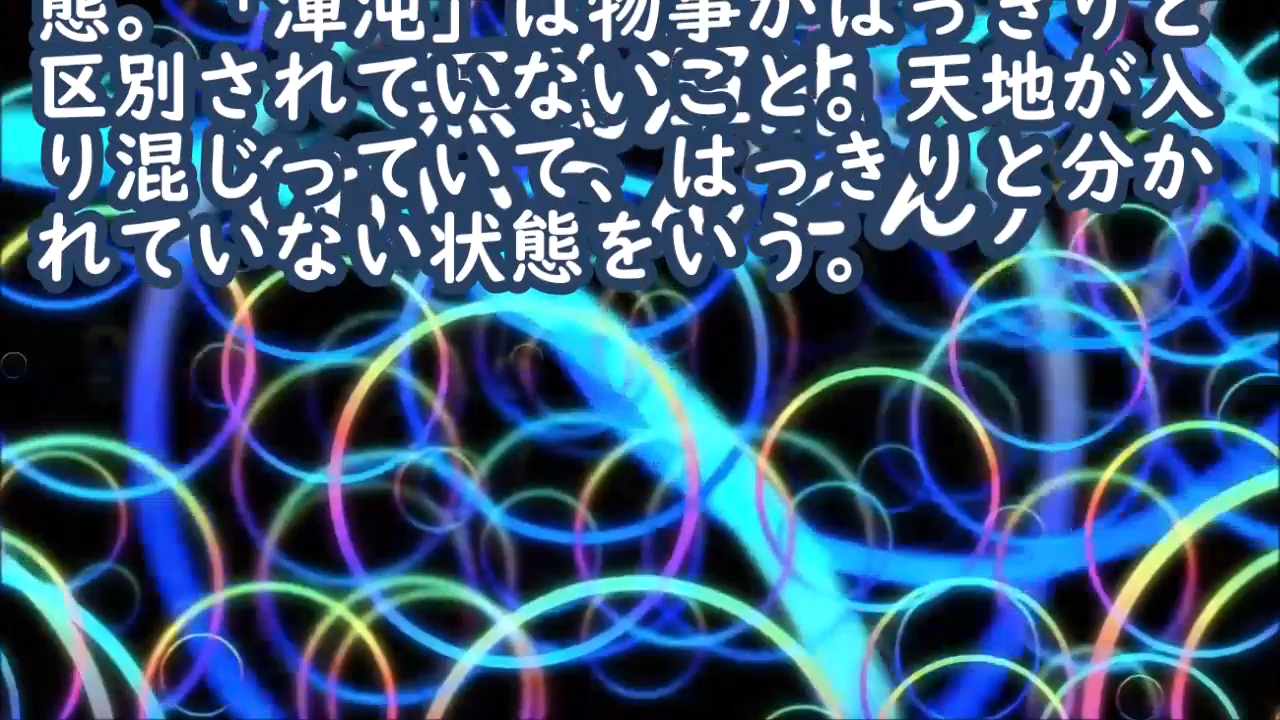 態。「渾沌」は物事がはっきりと
区別されていないこと。天地が入
り混じっていて、はっきりと分か
れていない状態をいう。